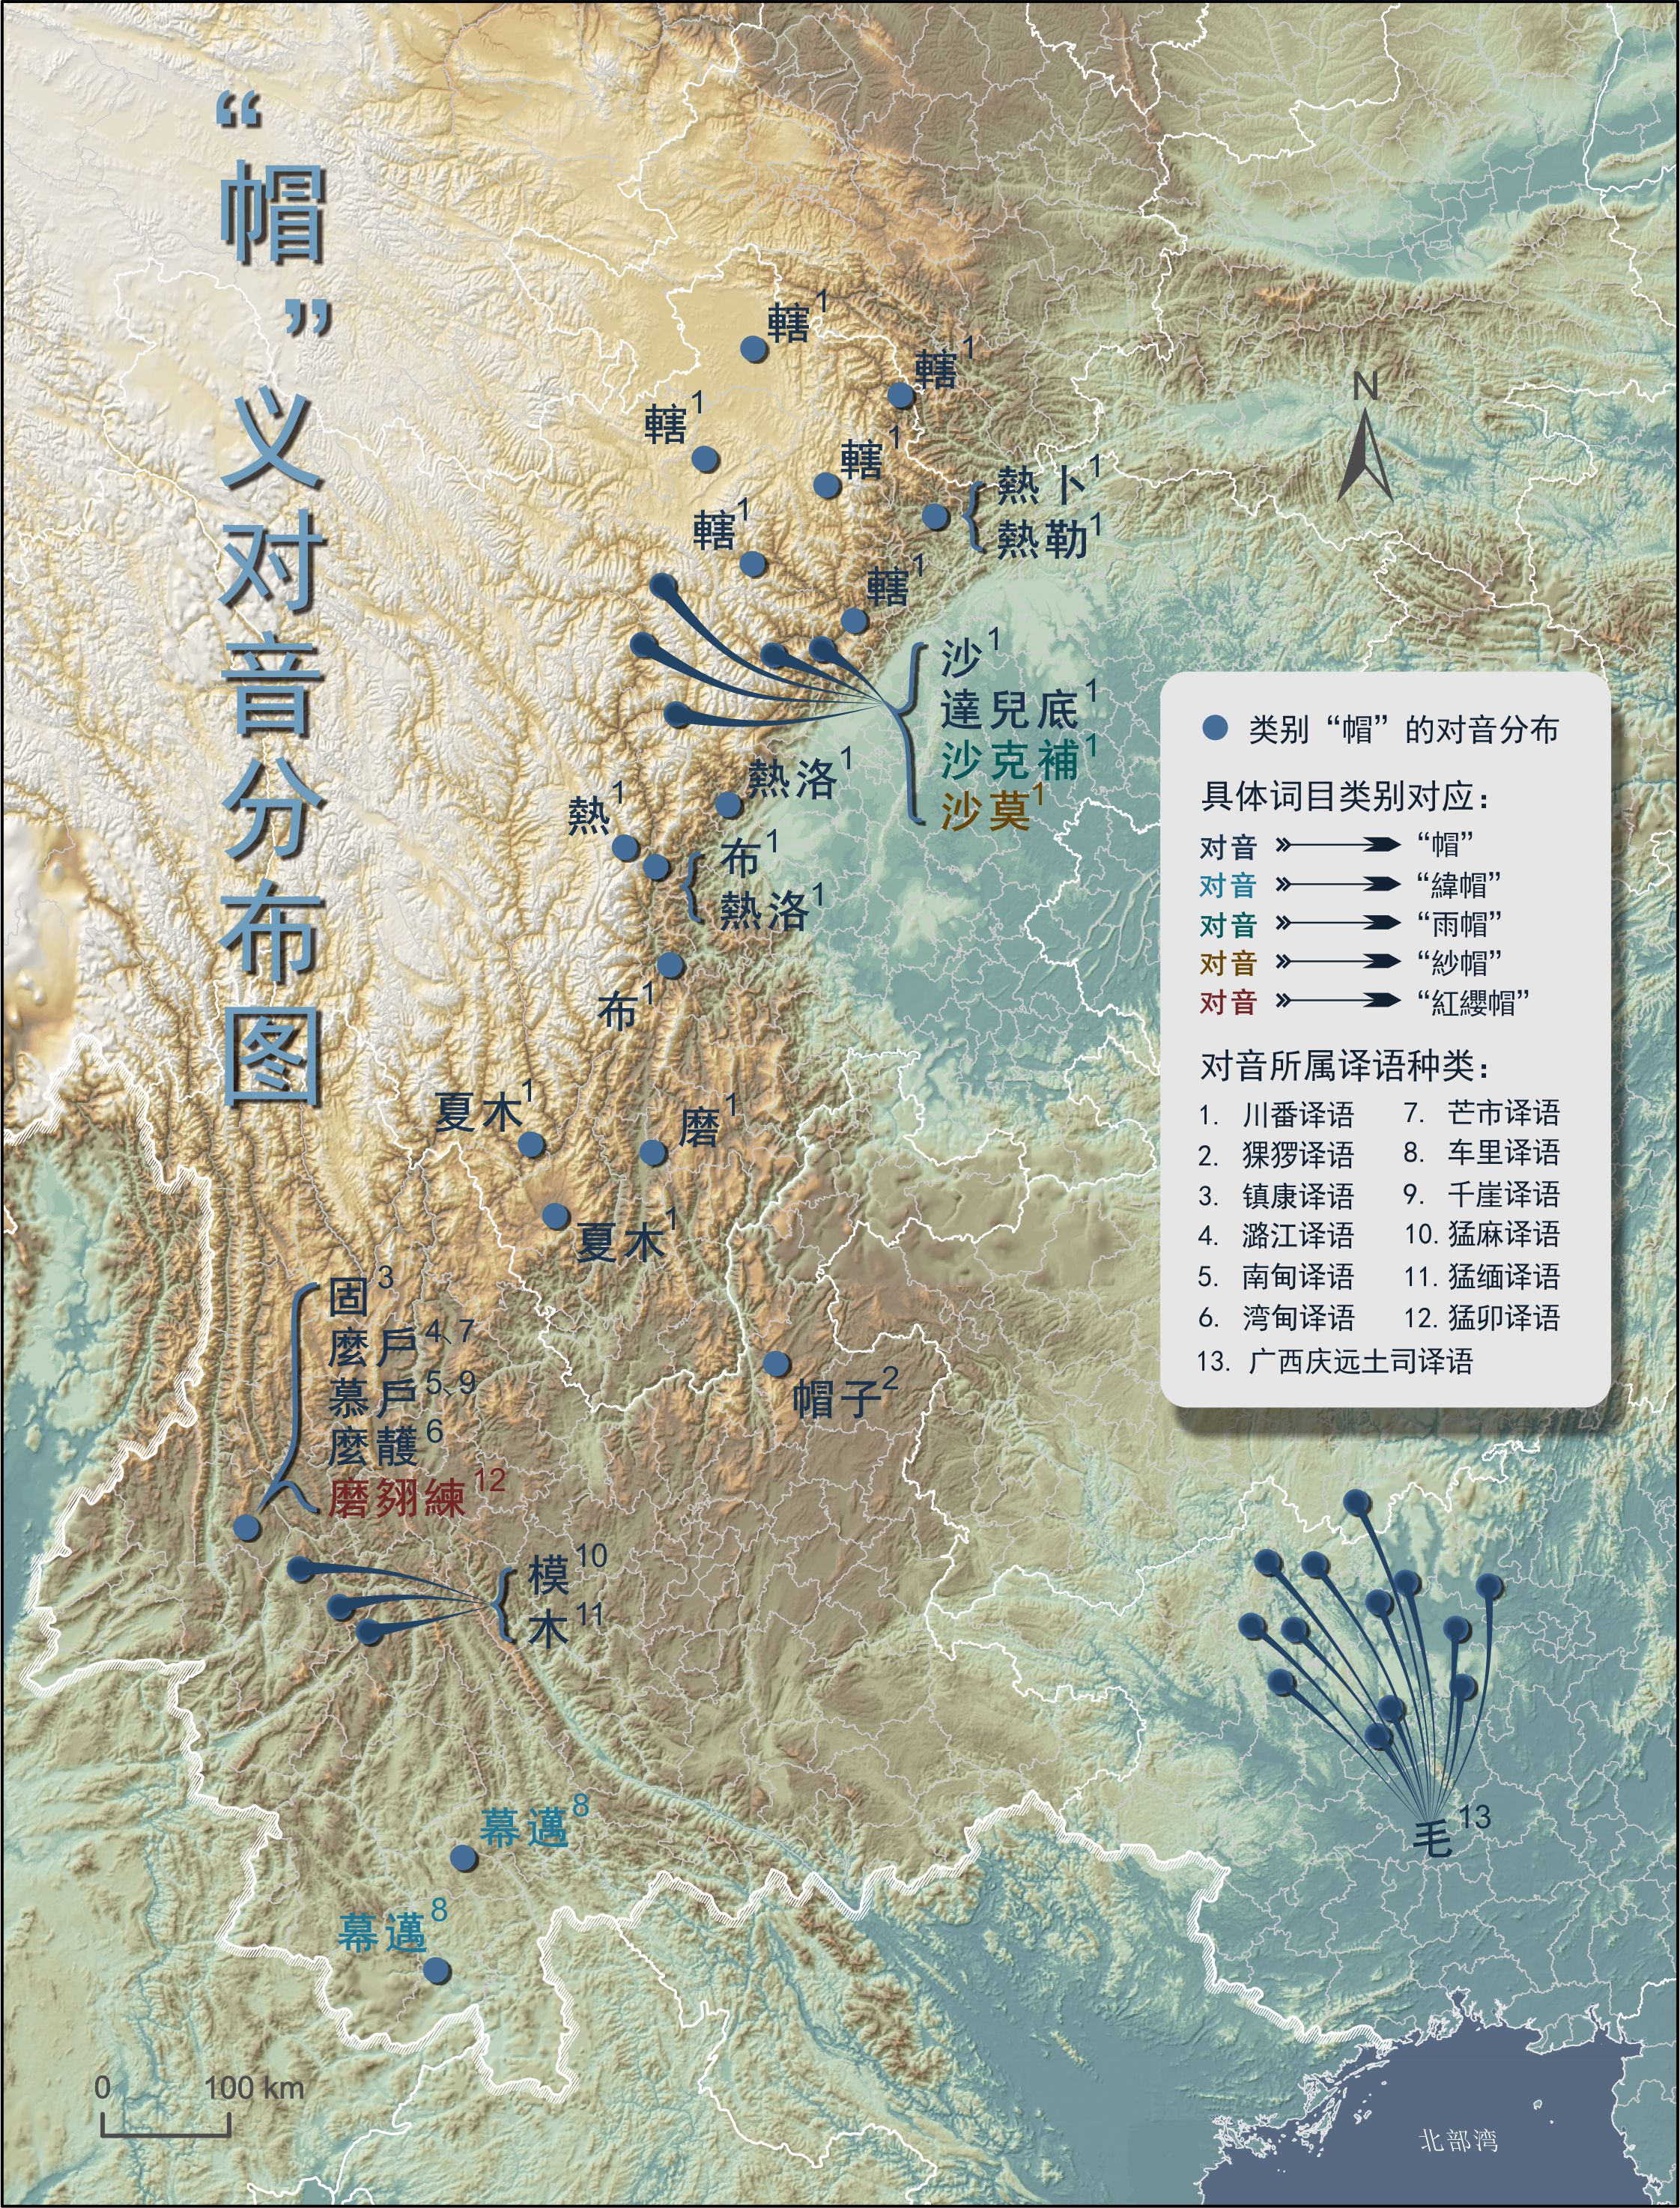 “帽”义对音分布图
轄1
轄1
轄1
轄1
轄1
轄1
熱卜1
熱勒1
N
沙1
達兒底1
沙克補1
沙莫1
熱洛1
熱1
布1
熱洛1
布1
夏木1
磨1
夏木1
固3
麼戶4、7
慕戶5、9
麼頀6
磨翗練12
帽子2
模10
木11
幕邁8
幕邁8
毛13
类别“帽”的对音分布
具体词目类别对应：
对音 “帽”
对音 “緯帽”
对音 “雨帽”
对音 “紗帽”
对音 “紅纓帽”
对音所属译语种类：
1. 川番译语
2. 猓猡译语
3. 镇康译语
4. 潞江译语
5. 南甸译语
6. 湾甸译语
7. 芒市译语
8. 车里译语
9. 千崖译语
10. 猛麻译语
11. 猛缅译语
12. 猛卯译语
13. 广西庆远土司译语
0 100 km
北部湾